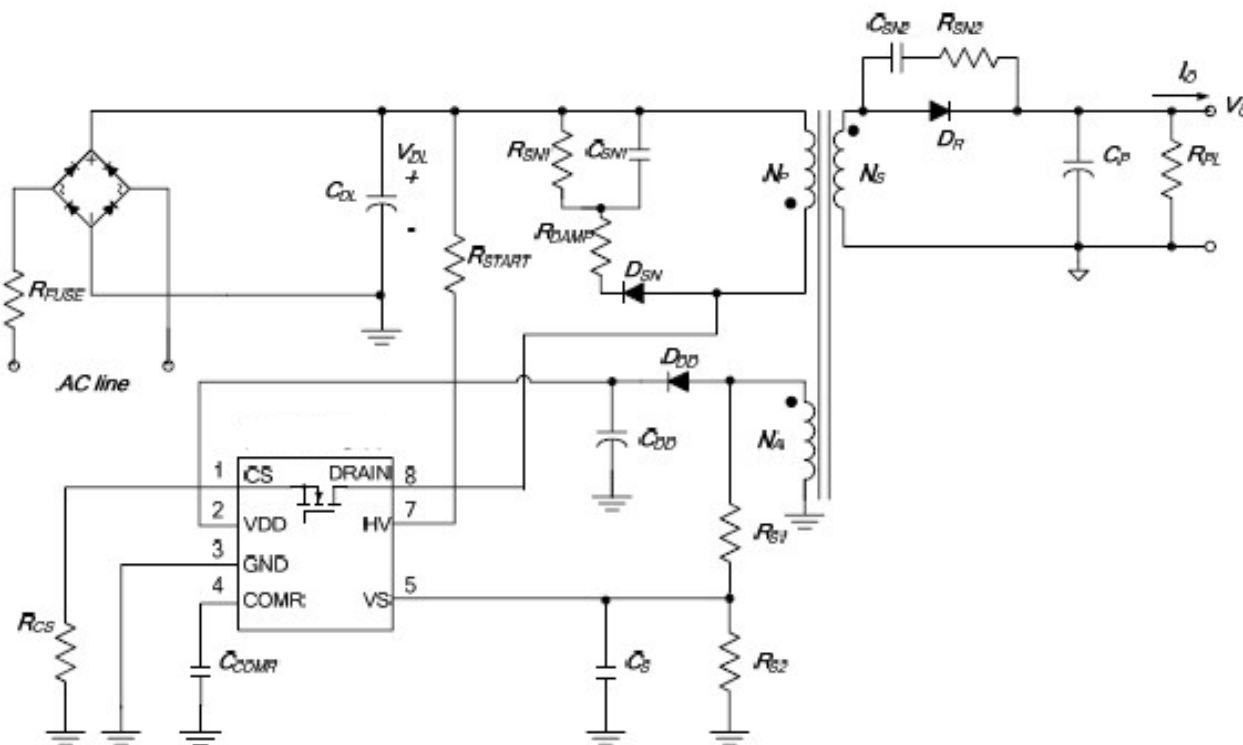 CSN2 RSN2
IO
VO
DR
CP
RPL
NP
NS
RSN1
CSN1
VDL
+
CDL
-
RDAMP
RSTART
DSN
RFUSE
AC line
DDD
CDD
NA
1 CS DRAIN 8
2 VDD HV 7
3 GND
4 COMR VS 5
RS1
RCS
CCOMR
CS
RS2